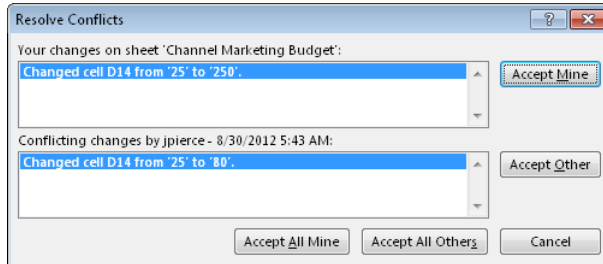 Resolve Conflicts
Your changes on sheet 'Channel Marketing Budget':
Changed cell D14 from '25' to '250'.
Accept Mine
Conflicting changes by jpierce - 8/30/2012 5:43 AM:
Changed cell D14 from '25' to '80'.
Accept Other
Accept All Mine
Accept All Others
Cancel